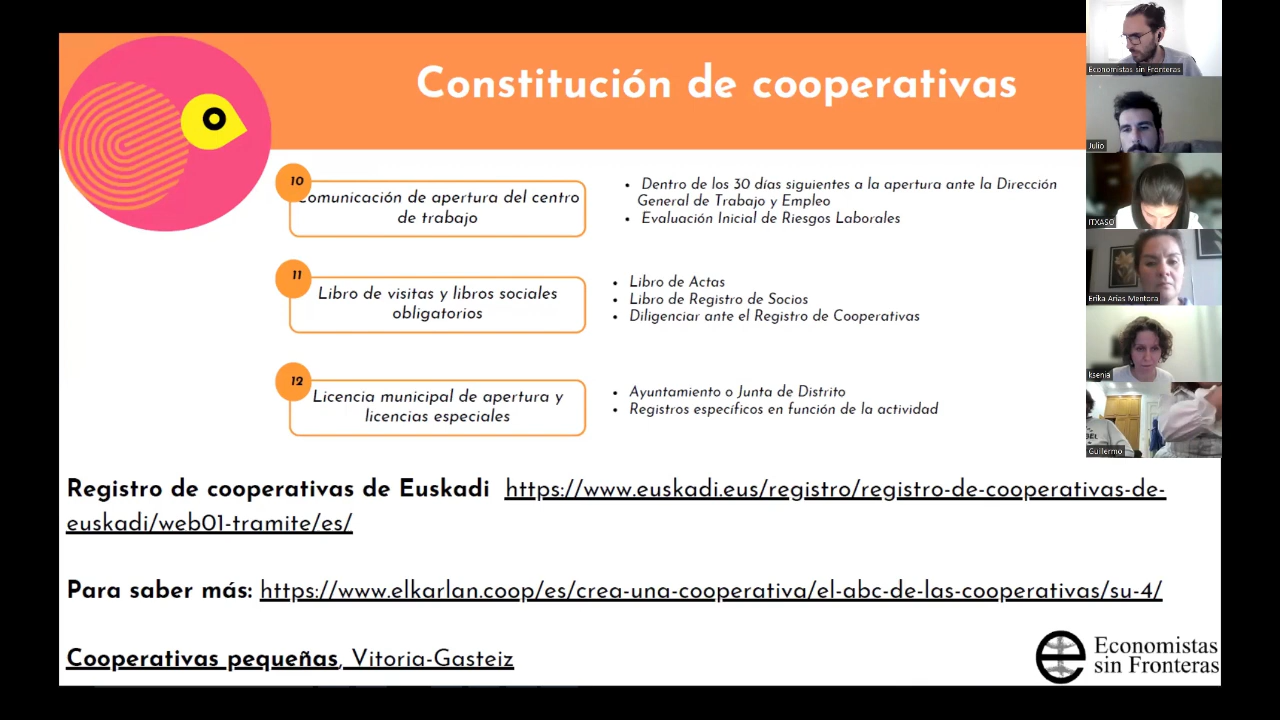 Constitución de cooperativas
10
Comunicación de apertura del centro
de trabajo
Dentro de los 30 días siguientes a la apertura ante la Dirección
General de Trabajo y Empleo
Evaluación Inicial de Riesgos Laborales
11
Libro de visitas y libros sociales
obligatorios
Libro de Actas
Libro de Registro de Socios
Diligenciar ante el Registro de Cooperativas
12
Licencia municipal de apertura y
licencias especiales
Ayuntamiento o Junta de Distrito
Registros específicos en función de la actividad
Registro de cooperativas de Euskadi https://www.euskadi.eus/registro/registro-de-cooperativas-de-
euskadi/web01-tramite/es/
Para saber más: https://www.elkarlan.coop/es/crea-una-cooperativa/el-abc-de-las-cooperativas/su-4/
Cooperativas pequeñas, Vitoria-Gasteiz
Economistas
sin Fronteras
Economistas sin Fronteras
Julio
ITXASO
Erika Arias Mentora
ksenia
Guillermo